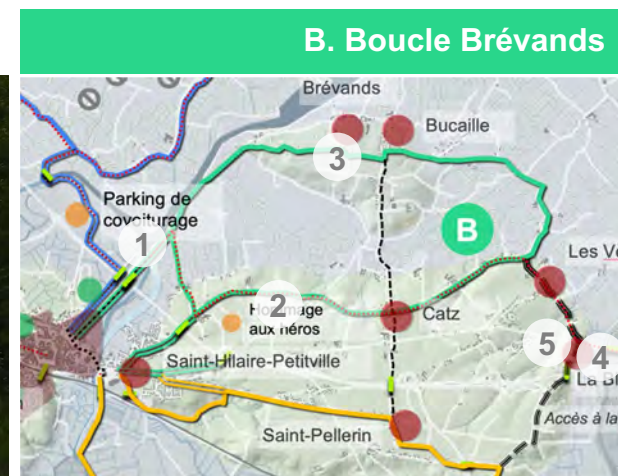 B. Boucle Brévands
Brévands
Bucaille
3
Parking de
covoiturage
1
B
Les
2
aux héros
Catz
5
4
Saint-Hilaire-Petitville
La
Saint-Pellerin
Accès à la